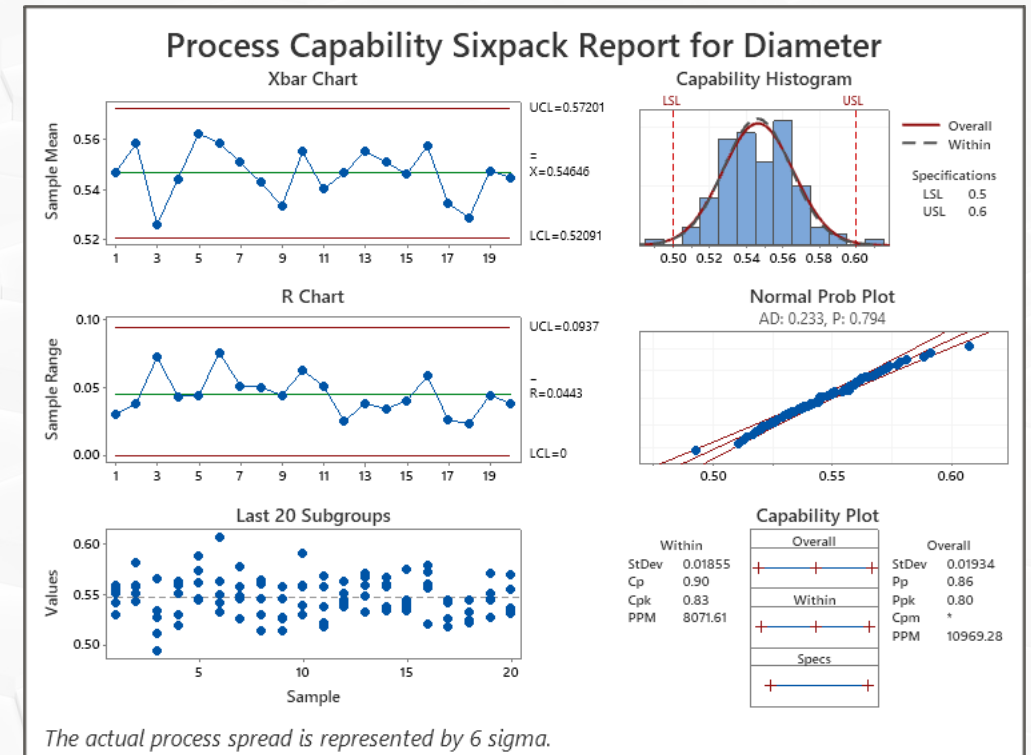 Process Capability Sixpack Report for Diameter
Xbar Chart
Sample Mean
0.56
0.54
0.52
1 3 5 7 9 11 13 15 17 19
UCL=0.57201
X=0.54646
LCL=0.52091
Capability Histogram
LSL USL
0.50 0.52 0.54 0.56 0.58 0.60
Overall
Within
Specifications
LSL 0.5
USL 0.6
R Chart
Sample Range
0.10
0.05
0.00
1 3 5 7 9 11 13 15 17 19
UCL=0.0937
R=0.0443
LCL=0
Normal Prob Plot
AD: 0.233, P: 0.794
0.50 0.55 0.60
Last 20 Subgroups
Values
0.60
0.55
0.50
5 10 15 20
Sample
Capability Plot
Within
StDev 0.01855
Cp 0.90
Cpk 0.83
PPM 8071.61
Overall
Within
Specs
Overall
StDev 0.01934
Pp 0.86
Ppk 0.80
Cpm *
PPM 10969.28
The actual process spread is represented by 6 sigma.